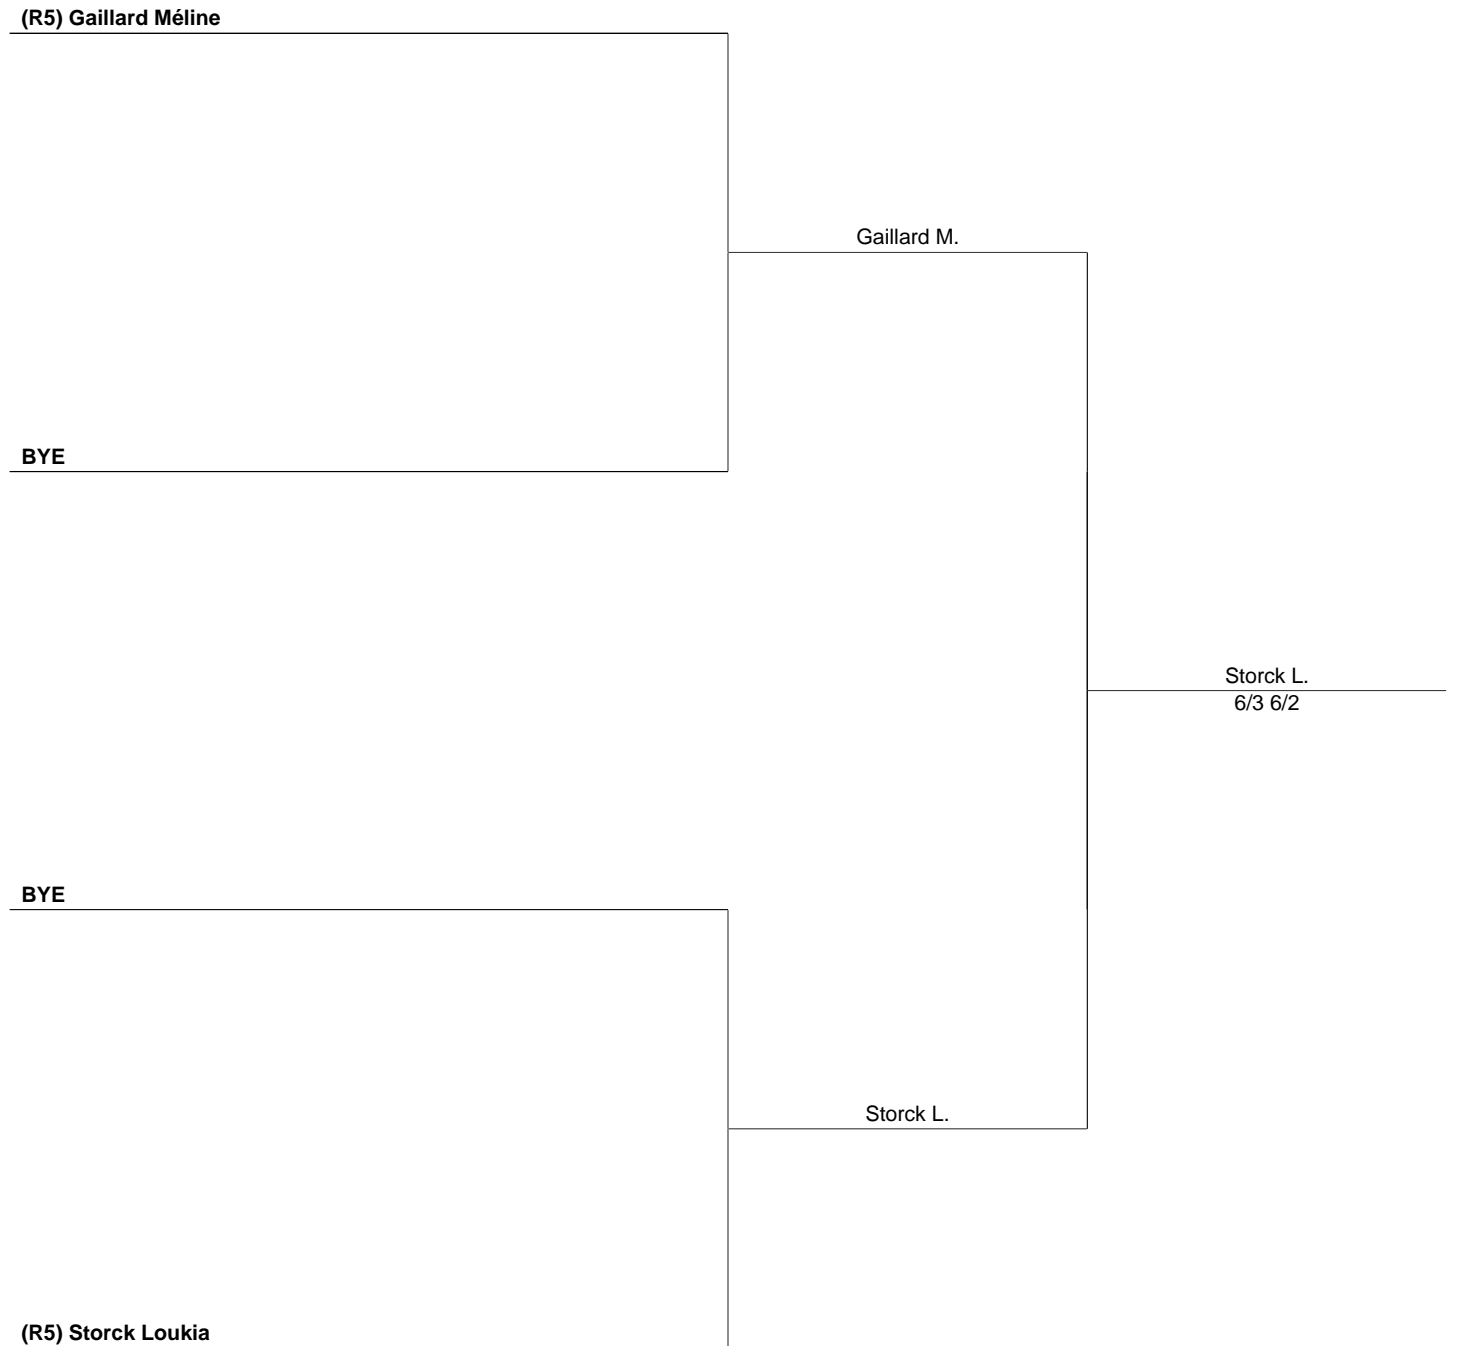 (R5) Gaillard Méline
Gaillard M.
BYE
Storck L.
6/3 6/2
BYE
Storck L.
(R5) Storck Loukia